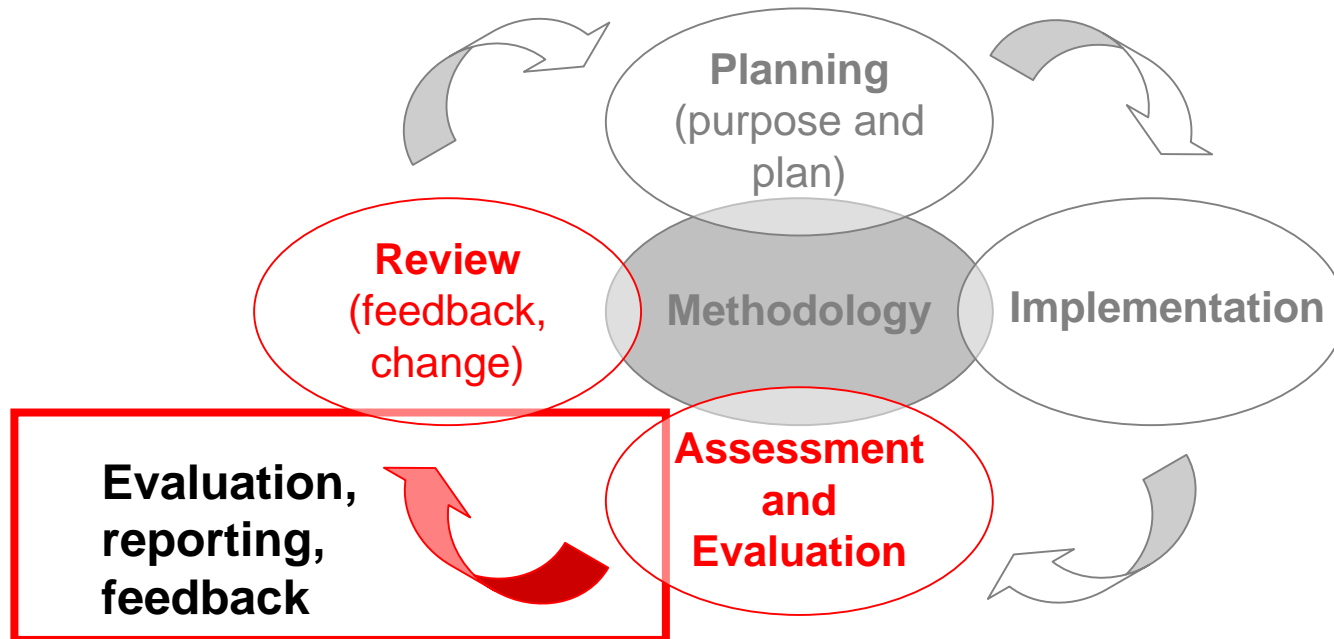 Planning
(purpose and
plan)
Review
(feedback,
change)
Methodology
Implementation
Assessment
and
Evaluation
Evaluation,
reporting,
feedback